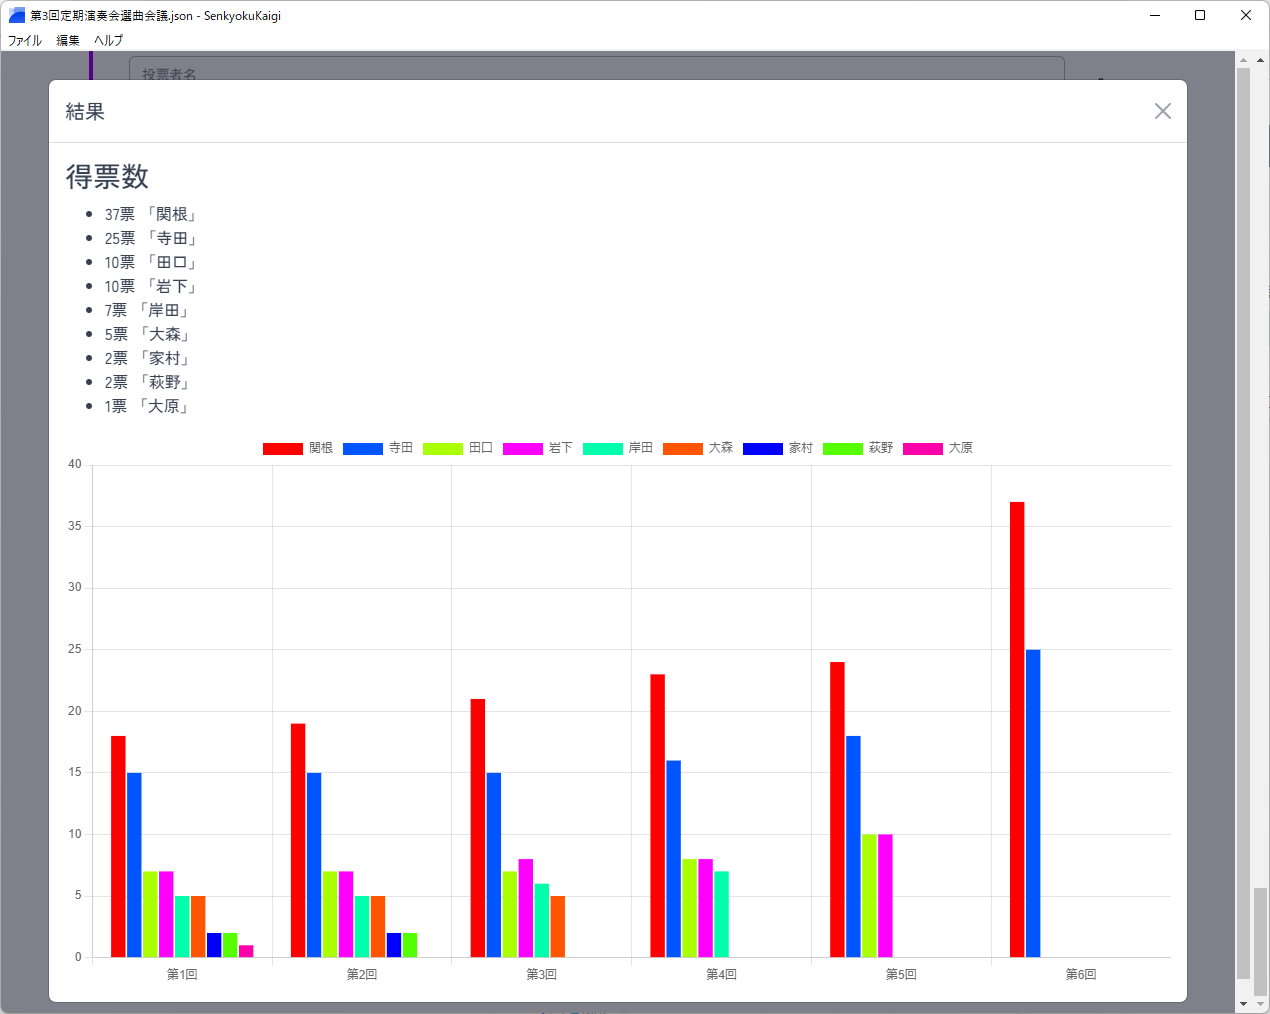 第3回定期演奏会選曲会議.json - SenkyokuKaigi
ファイル 編集 ヘルプ
投票者名
結果
得票数
37票 「関根」
25票 「寺田」
10票 「田口」
10票 「岩下」
7票 「岸田」
5票 「大森」
2票 「家村」
2票 「萩野」
1票 「大原」
関根 寺田 田口 岩下 岸田 大森 家村 萩野 大原
40
35
30
25
20
15
10
5
0
第1回 第2回 第3回 第4回 第5回 第6回